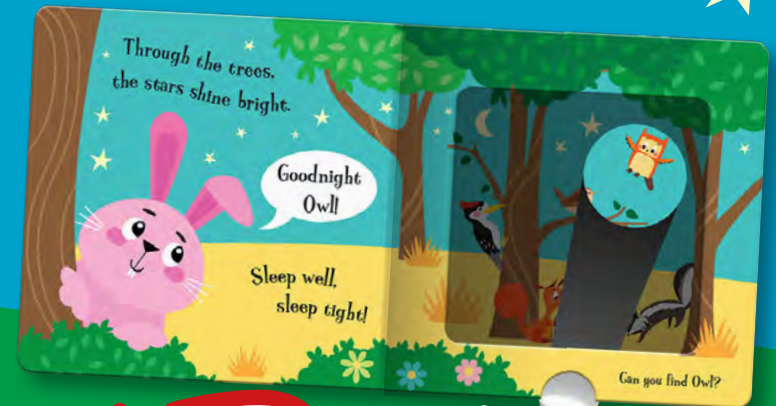 Through the trees,
the stars shine bright.
Goodnight
Owl!
Sleep well,
sleep tight!
Can you find Owl?